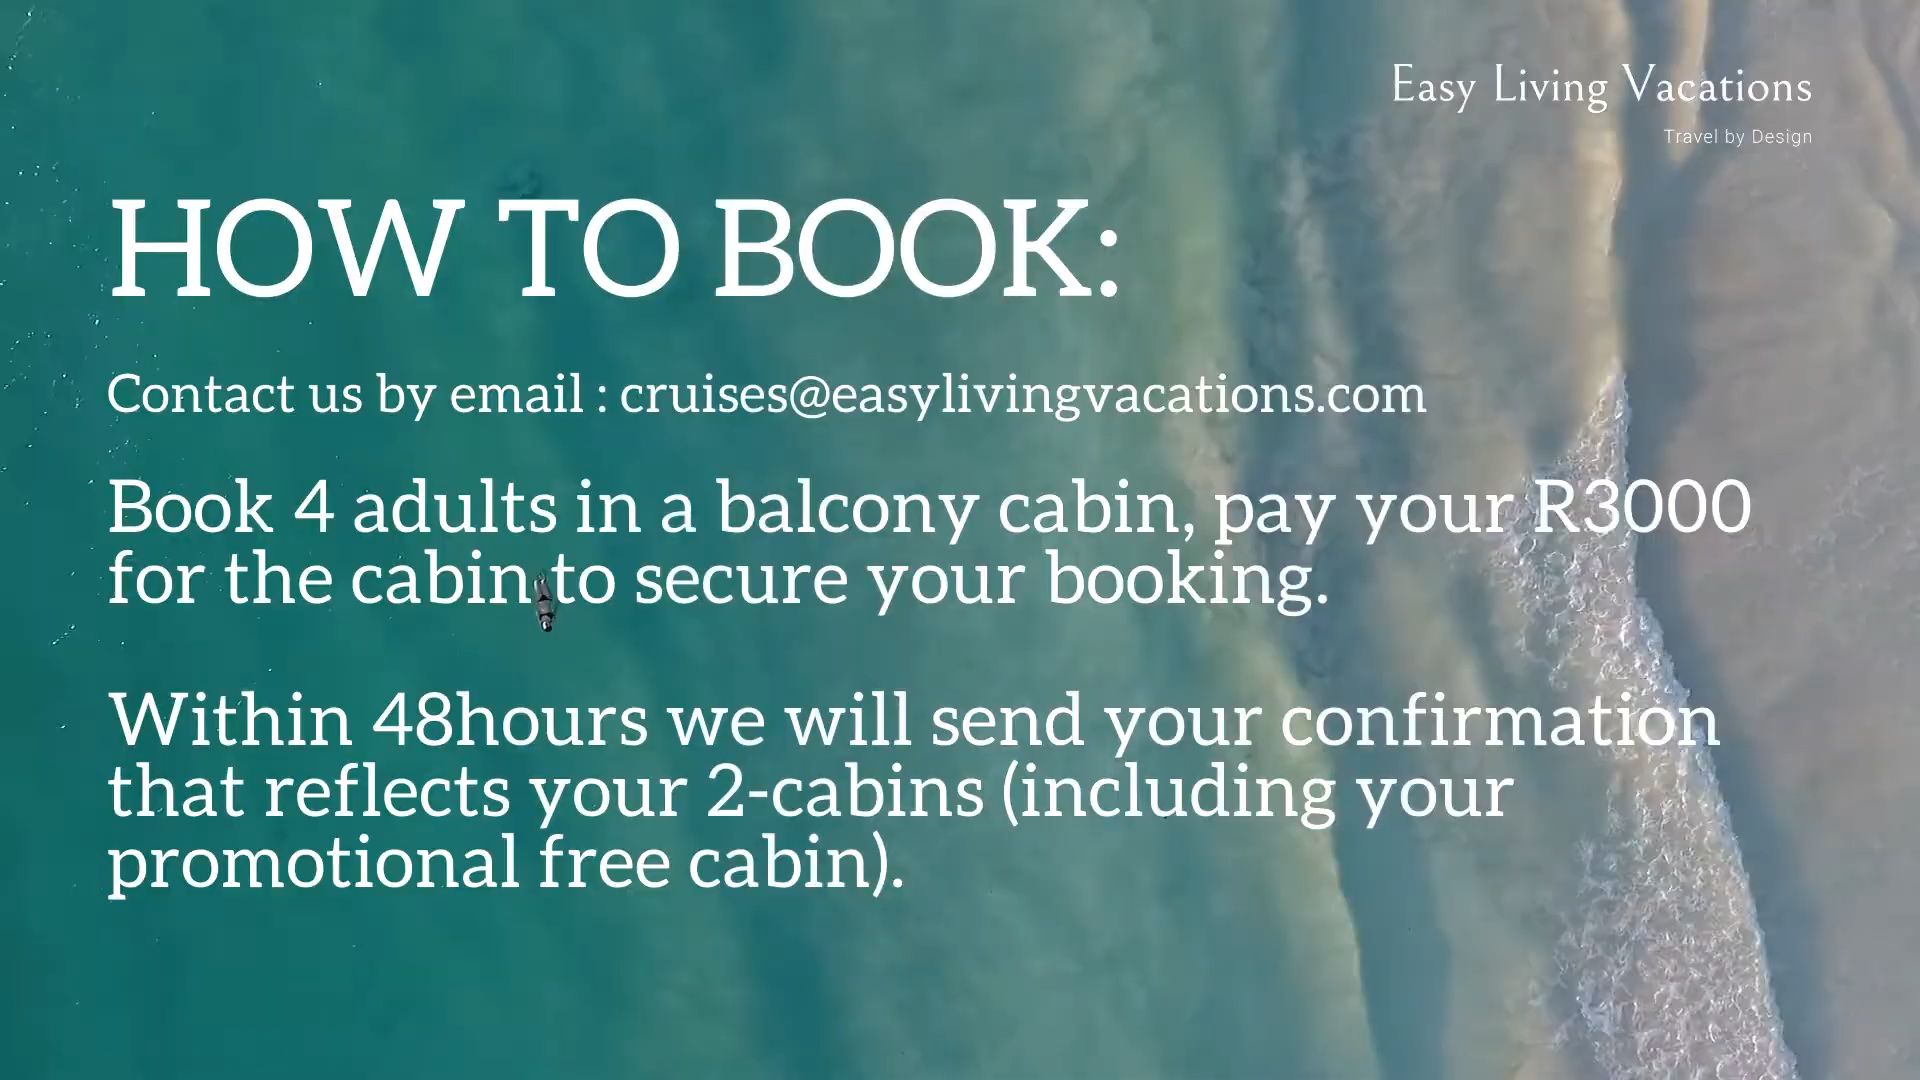 Easy Living Vacations
Travel by Design
HOW TO BOOK:
Contact us by email : cruises@easylivingvacations.com
Book 4 adults in a balcony cabin, pay your R3000
for the cabin to secure your booking.
Within 48hours we will send your confirmation
that reflects your 2-cabins (including your
promotional free cabin).